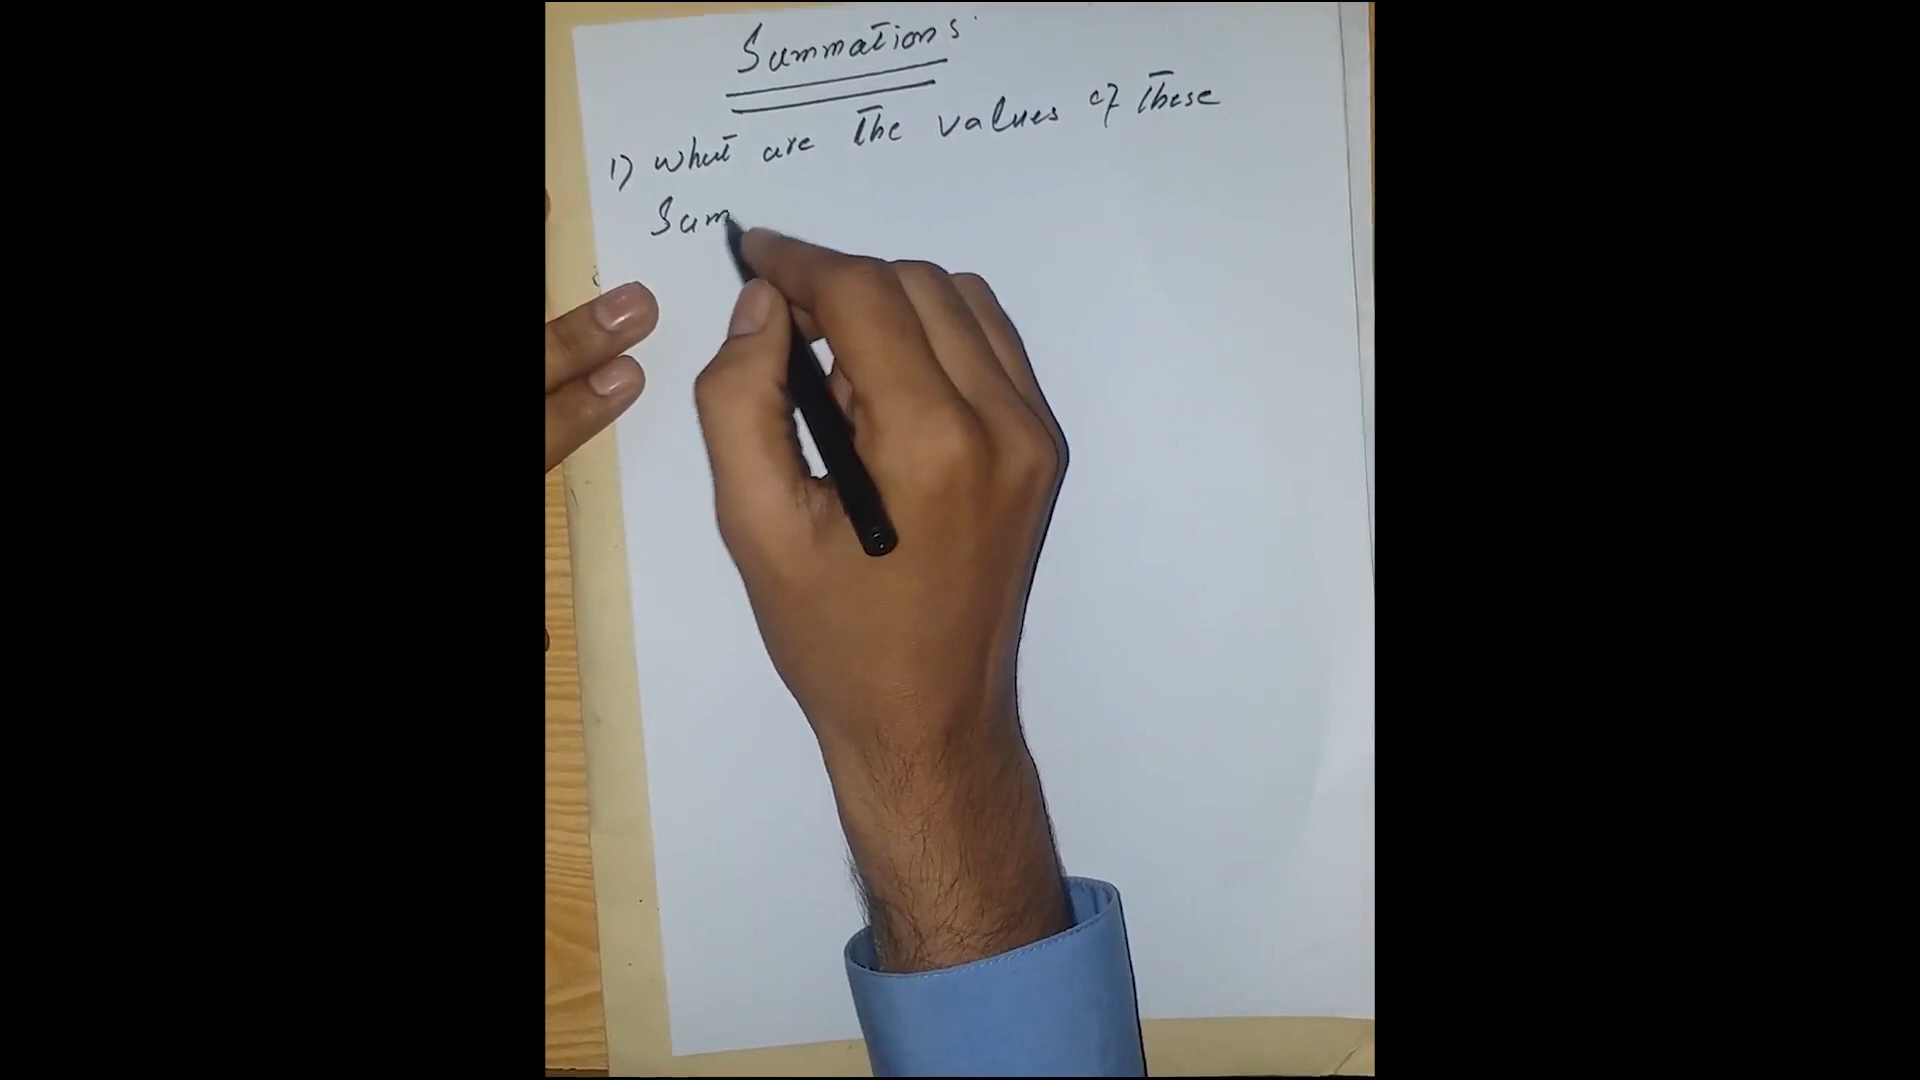 Summations
1) What are the values of these
Sum